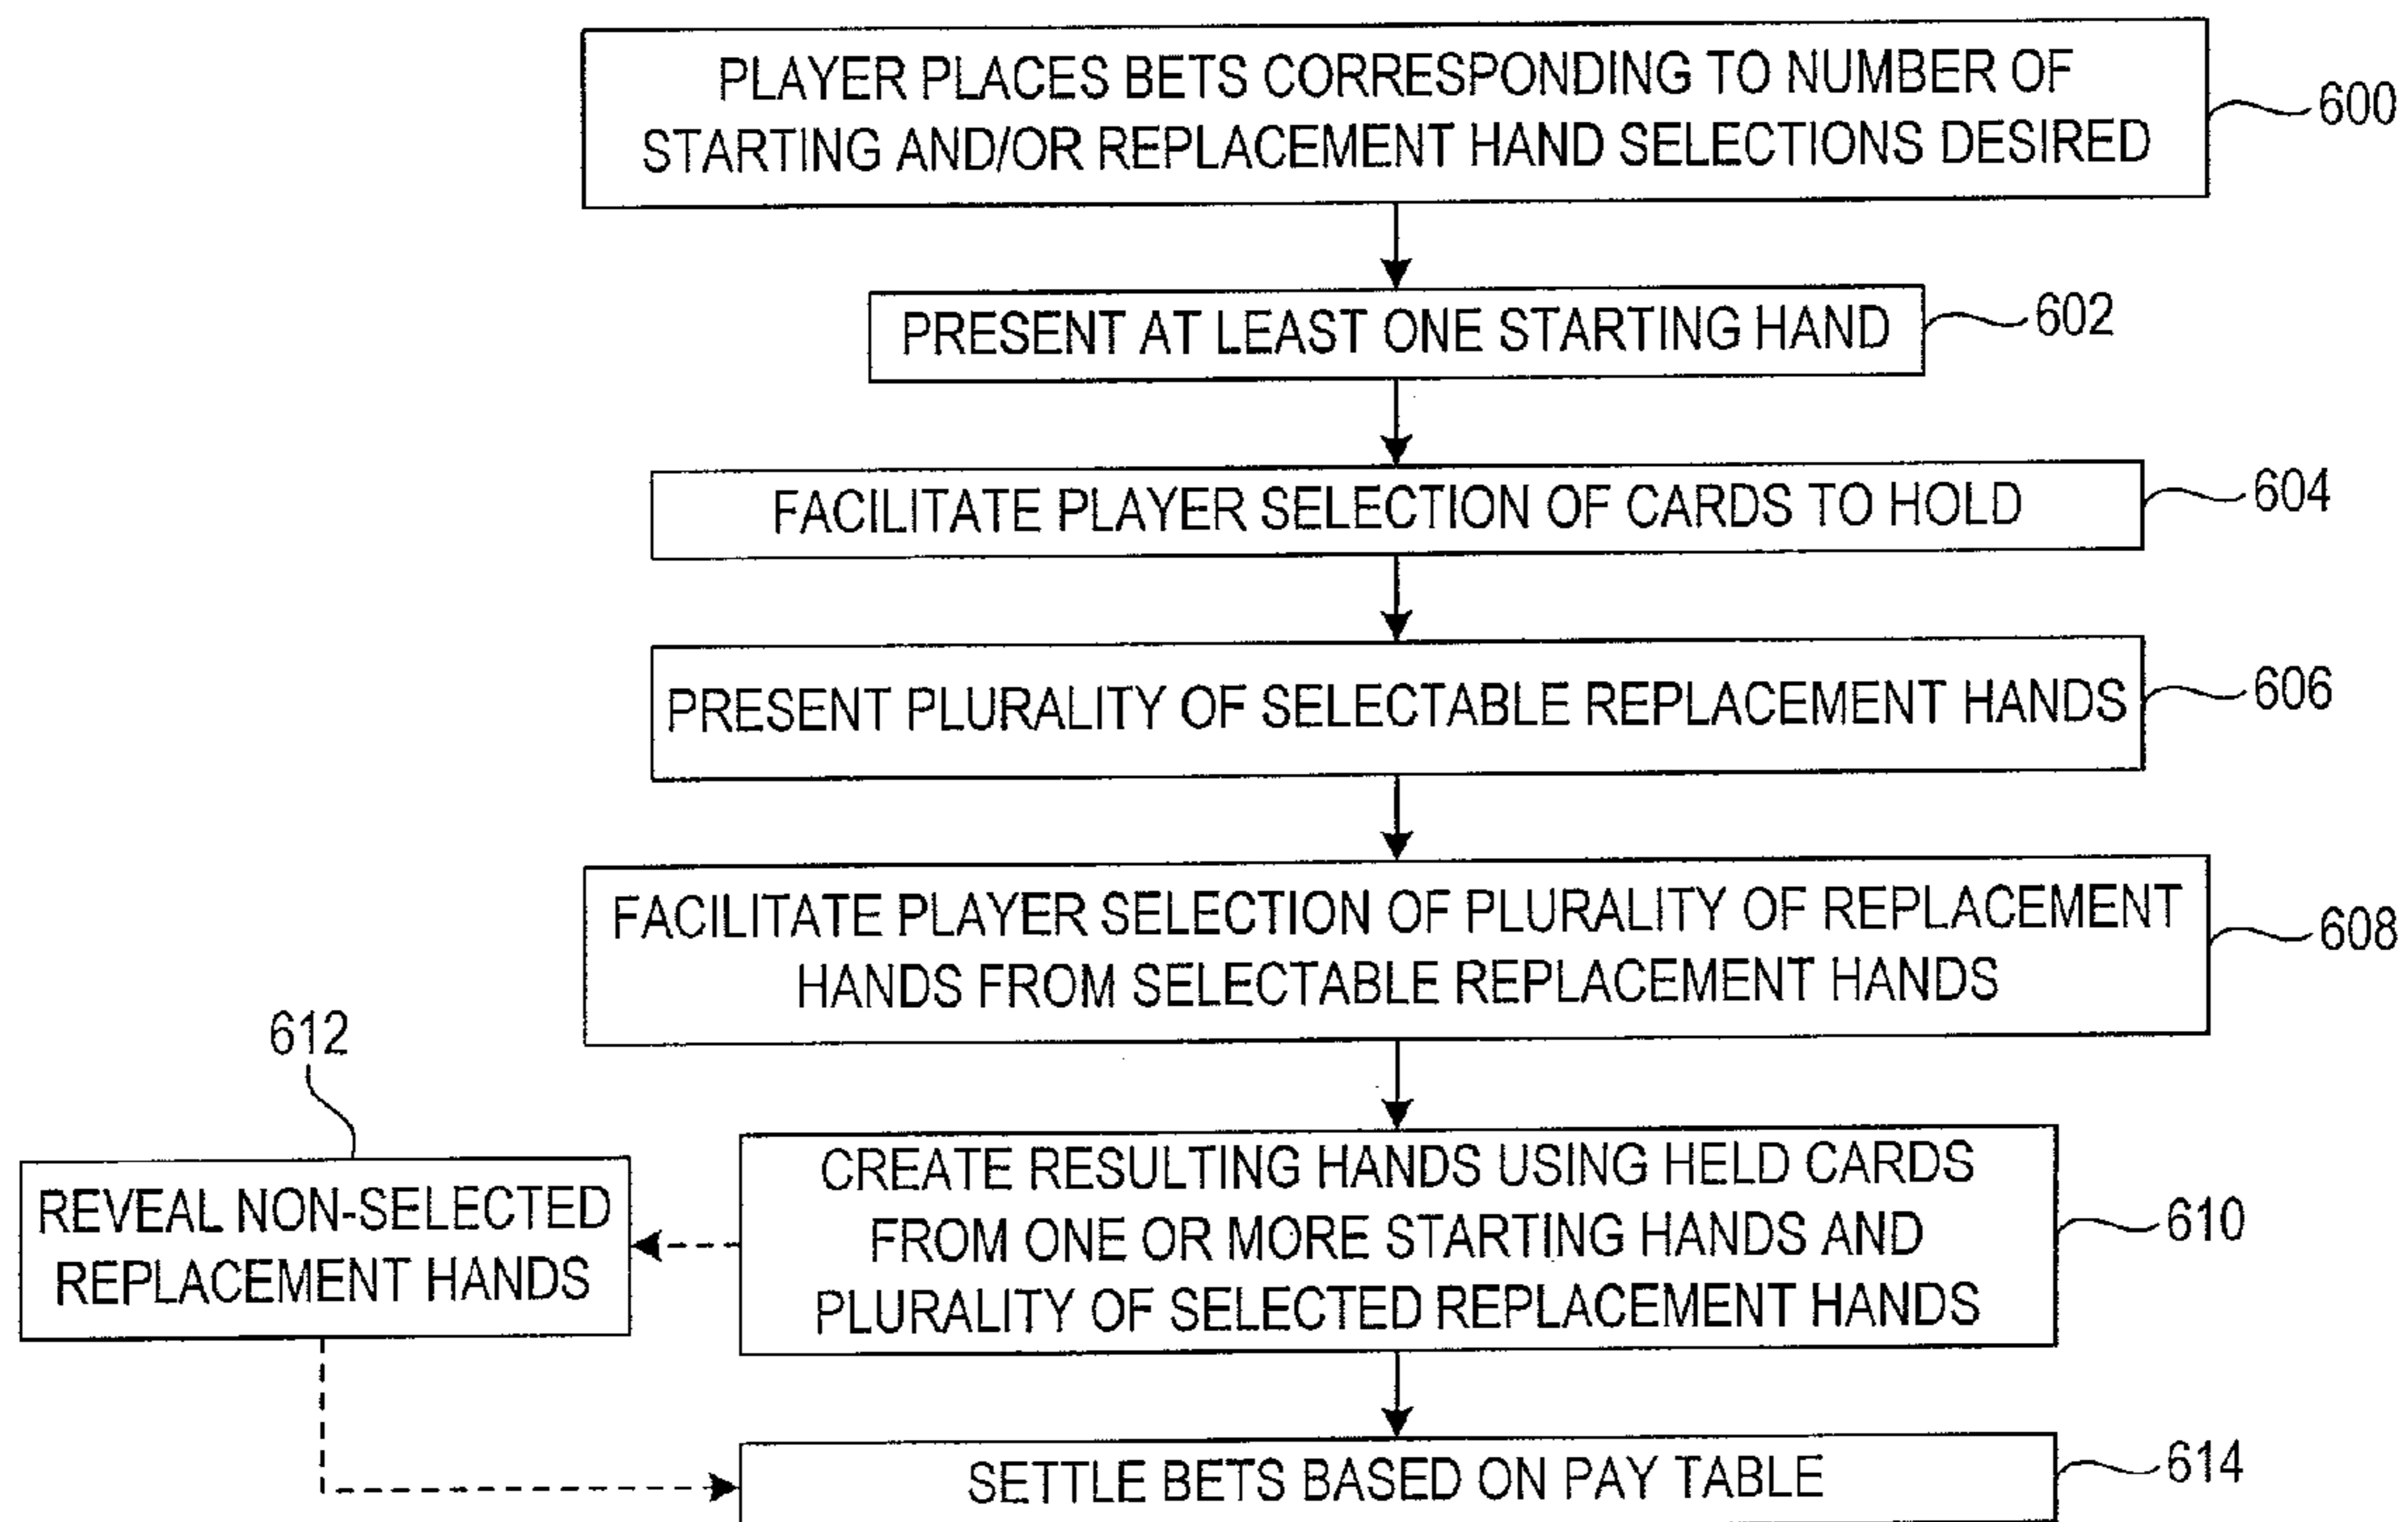 PLAYER PLACES BETS CORRESPONDING TO NUMBER OF
STARTING AND/OR REPLACEMENT HAND SELECTIONS DESIRED
600
PRESENT AT LEAST ONE STARTING HAND
602
FACILITATE PLAYER SELECTION OF CARDS TO HOLD
604
PRESENT PLURALITY OF SELECTABLE REPLACEMENT HANDS
606
FACILITATE PLAYER SELECTION OF PLURALITY OF REPLACEMENT
HANDS FROM SELECTABLE REPLACEMENT HANDS
608
612
REVEAL NON-SELECTED
REPLACEMENT HANDS
CREATE RESULTING HANDS USING HELD CARDS
FROM ONE OR MORE STARTING HANDS AND
PLURALITY OF SELECTED REPLACEMENT HANDS
610
SETTLE BETS BASED ON PAY TABLE
614